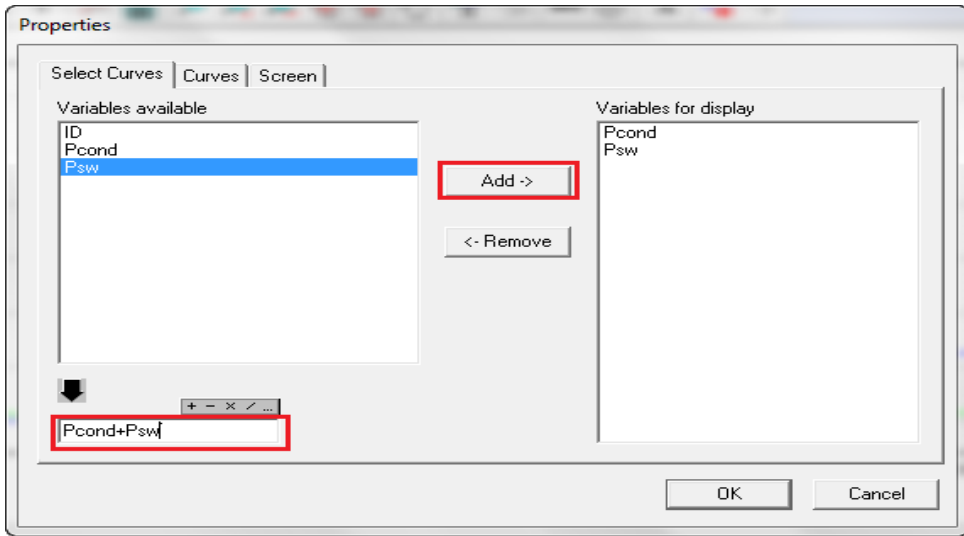 Properties
Select Curves
Curves
Screen
Variables available
ID
Pcond
Psw
Add ->
<- Remove
+ - × / ...
Pcond+Psw
Variables for display
Pcond
Psw
OK
Cancel